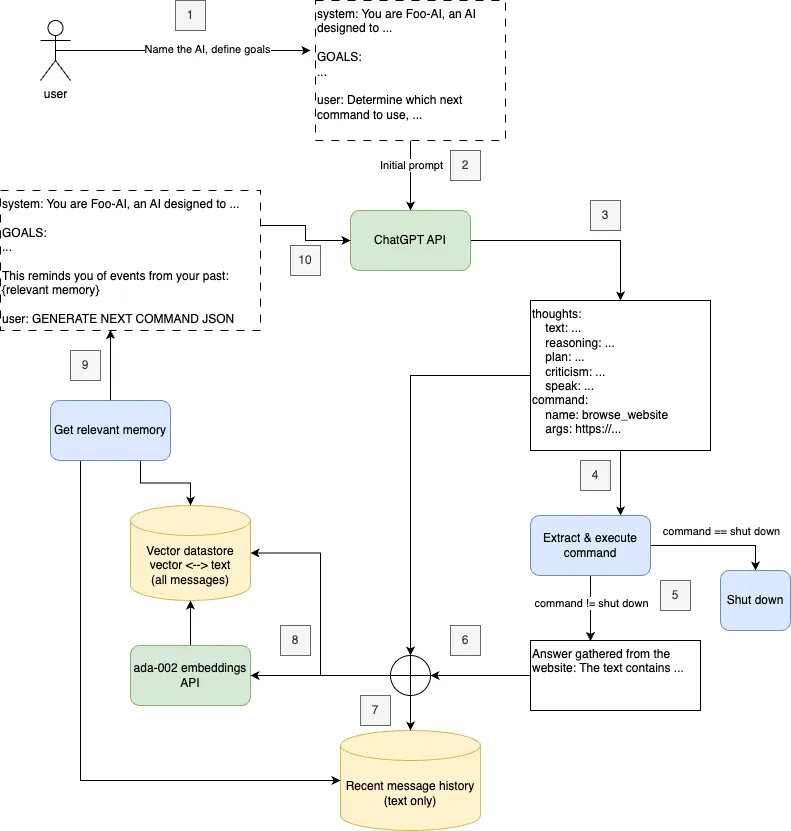 1
system: You are Foo-AI, an AI
designed to ...
GOALS:
...
user: Determine which next
command to use, ...
Name the AI, define goals
user
Initial prompt
2
system: You are Foo-AI, an AI designed to ...
GOALS:
...
This reminds you of events from your past:
{relevant memory}
user: GENERATE NEXT COMMAND JSON
ChatGPT API
3
10
thoughts:
text: ...
reasoning: ...
plan: ...
criticism: ...
speak: ...
command:
name: browse_website
args: https://...
9
Get relevant memory
4
Vector datastore
vector <--> text
(all messages)
Extract & execute
command
command == shut down
command != shut down
5
Shut down
8
6
Answer gathered from the
website: The text contains ...
ada-002 embeddings
API
7
Recent message history
(text only)